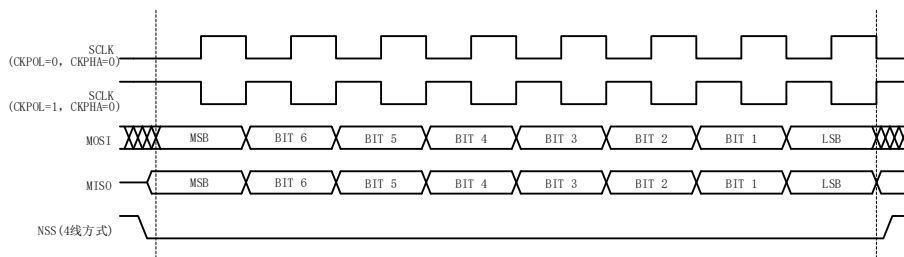 SCLK
(CKPOL=0，CKPHA=0)
SCLK
(CKPOL=1，CKPHA=0)
MOSI MSB BIT 6 BIT 5 BIT 4 BIT 3 BIT 2 BIT 1 LSB
MISO MSB BIT 6 BIT 5 BIT 4 BIT 3 BIT 2 BIT 1 LSB
NSS(4线方式)